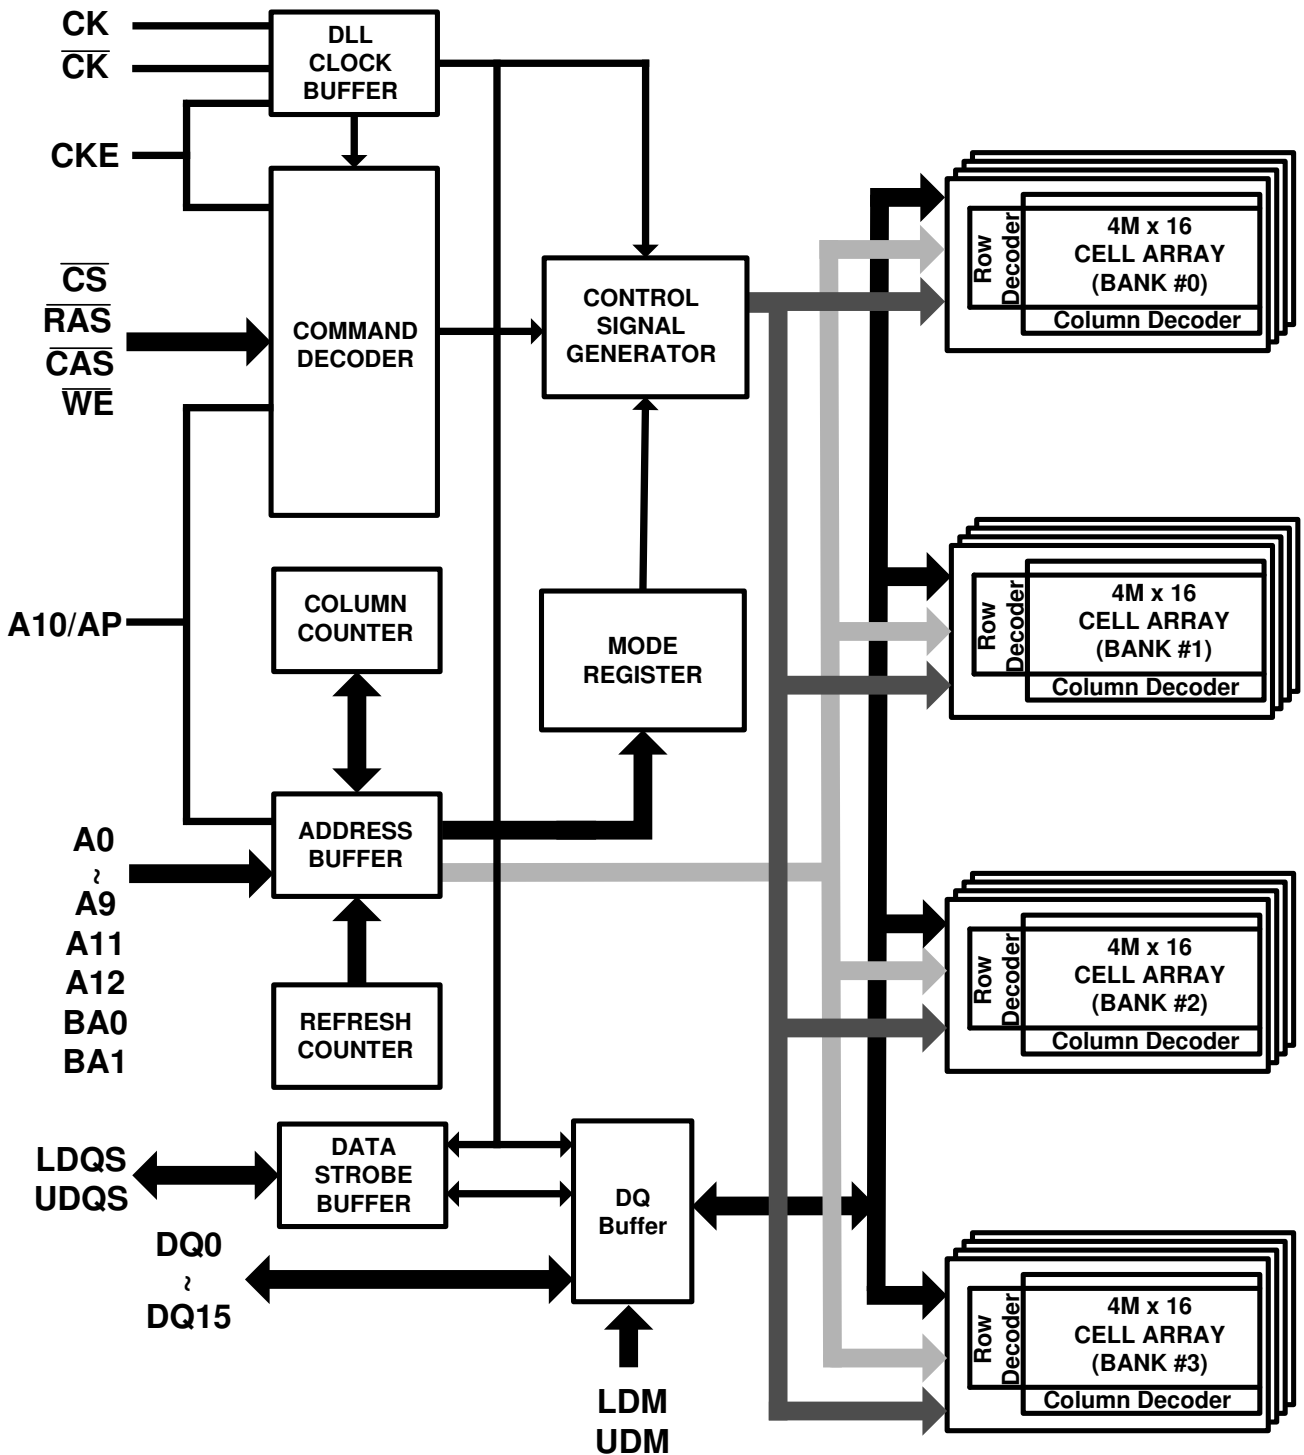 CK
CK
CKE
CS
RAS
CAS
WE
A10/AP
A0
~
A9
A11
A12
BA0
BA1
LDQS
UDQS
DQ0
~
DQ15
DLL
CLOCK
BUFFER
COMMAND
DECODER
COLUMN
COUNTER
ADDRESS
BUFFER
REFRESH
COUNTER
DATA
STROBE
BUFFER
CONTROL
SIGNAL
GENERATOR
MODE
REGISTER
DQ
Buffer
LDM
UDM
Row
Decoder
4M x 16
CELL ARRAY
(BANK #0)
Column Decoder
Row
Decoder
4M x 16
CELL ARRAY
(BANK #1)
Column Decoder
Row
Decoder
4M x 16
CELL ARRAY
(BANK #2)
Column Decoder
Row
Decoder
4M x 16
CELL ARRAY
(BANK #3)
Column Decoder